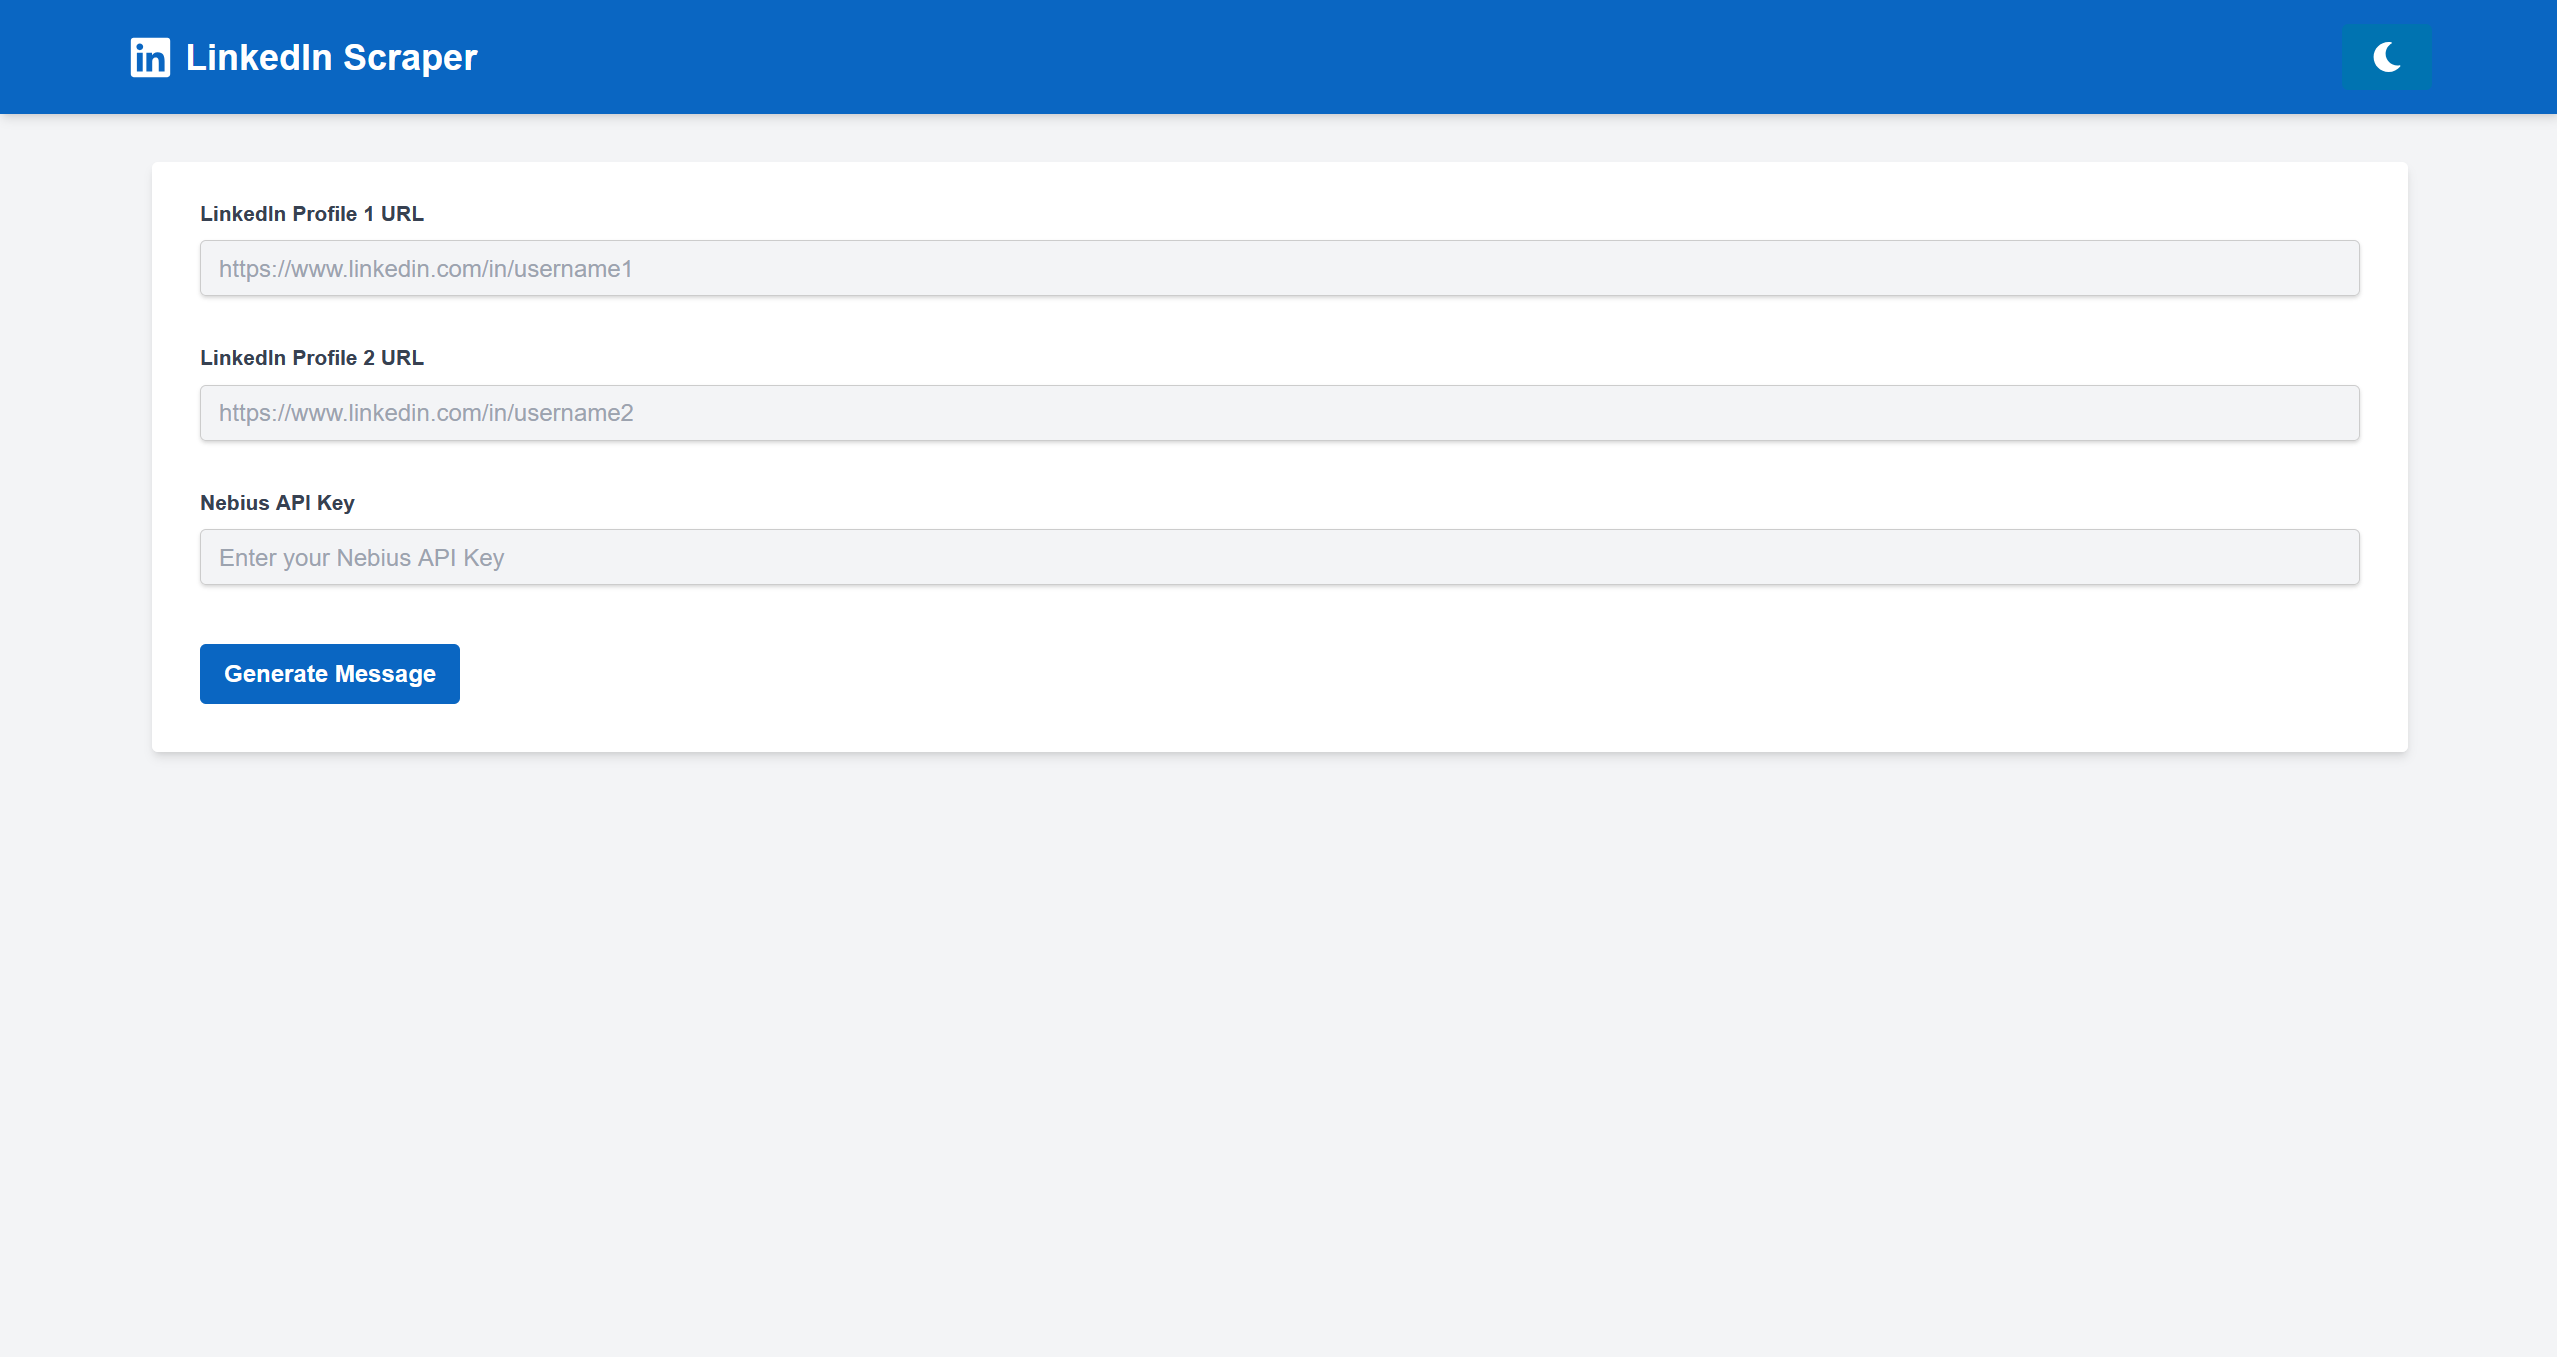 in LinkedIn Scraper
LinkedIn Profile 1 URL
https://www.linkedin.com/in/username1
LinkedIn Profile 2 URL
https://www.linkedin.com/in/username2
Nebius API Key
Enter your Nebius API Key
Generate Message